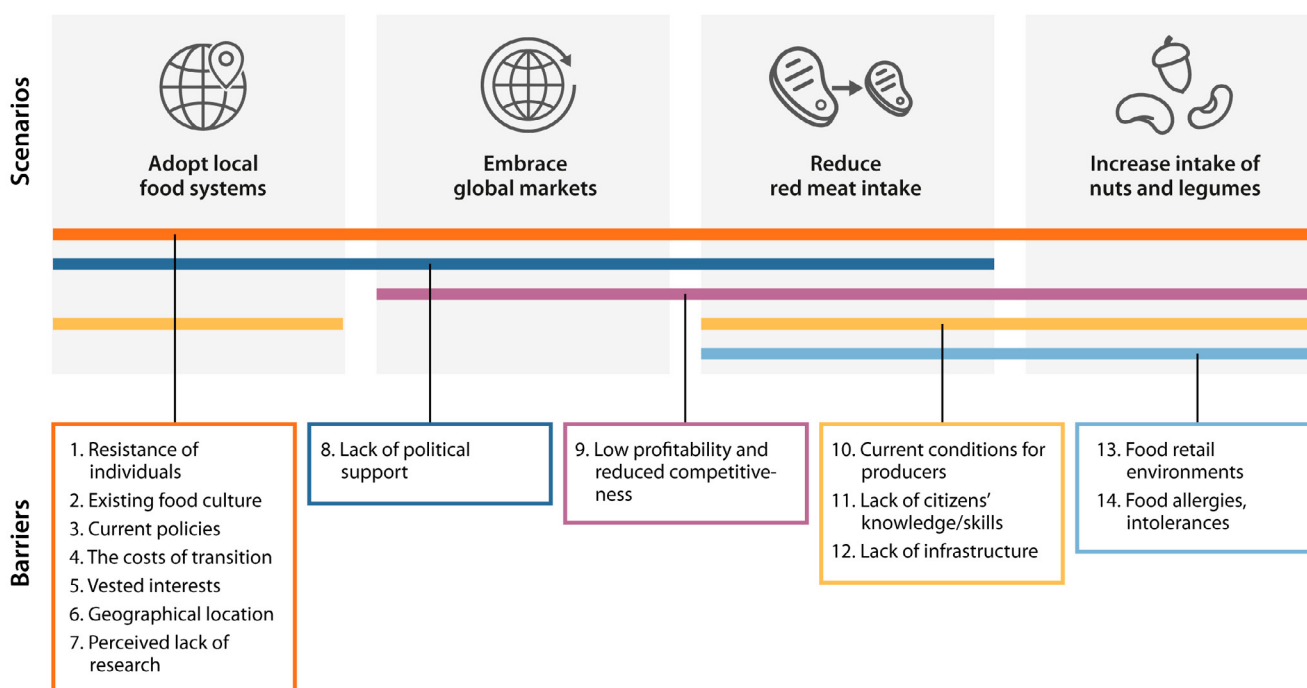 Scenarios
Adopt local
food systems
Embrace
global markets
Reduce
red meat intake
Increase intake of
nuts and legumes
Barriers
1. Resistance of
individuals
2. Existing food culture
3. Current policies
4. The costs of transition
5. Vested interests
6. Geographical location
7. Perceived lack of
research
8. Lack of political
support
9. Low profitability and
reduced competitive-
ness
10. Current conditions for
producers
11. Lack of citizens’
knowledge/skills
12. Lack of infrastructure
13. Food retail
environments
14. Food allergies,
intolerances